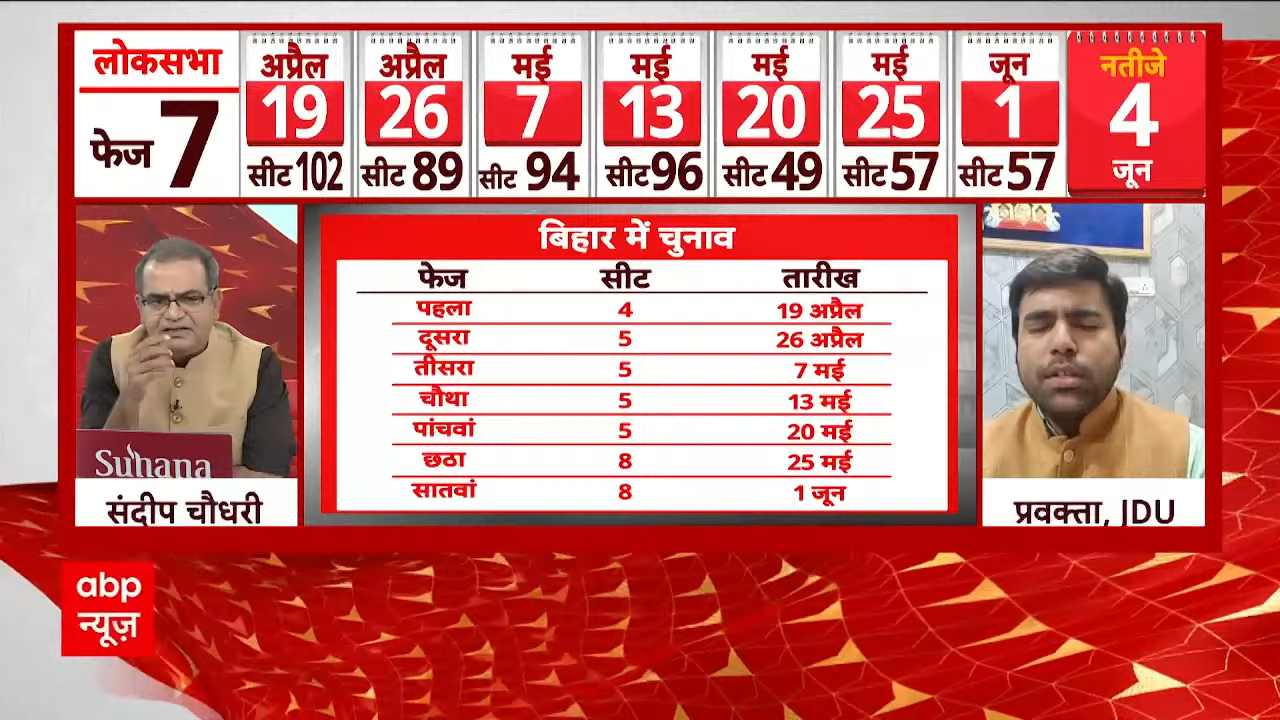 लोकसभा
फेज 7
अप्रैल
19
सीट 102
अप्रैल
26
सीट 89
मई
7
सीट 94
मई
13
सीट 96
मई
20
सीट 49
मई
25
सीट 57
जून
1
सीट 57
नतीजे
4
जून
बिहार में चुनाव
फेज सीट तारीख
पहला 4 19 अप्रैल
दूसरा 5 26 अप्रैल
तीसरा 5 7 मई
चौथा 5 13 मई
पांचवां 5 20 मई
छठा 8 25 मई
सातवां 8 1 जून
Suhana
संदीप चौधरी
प्रवक्ता, JDU
abp
न्यूज़